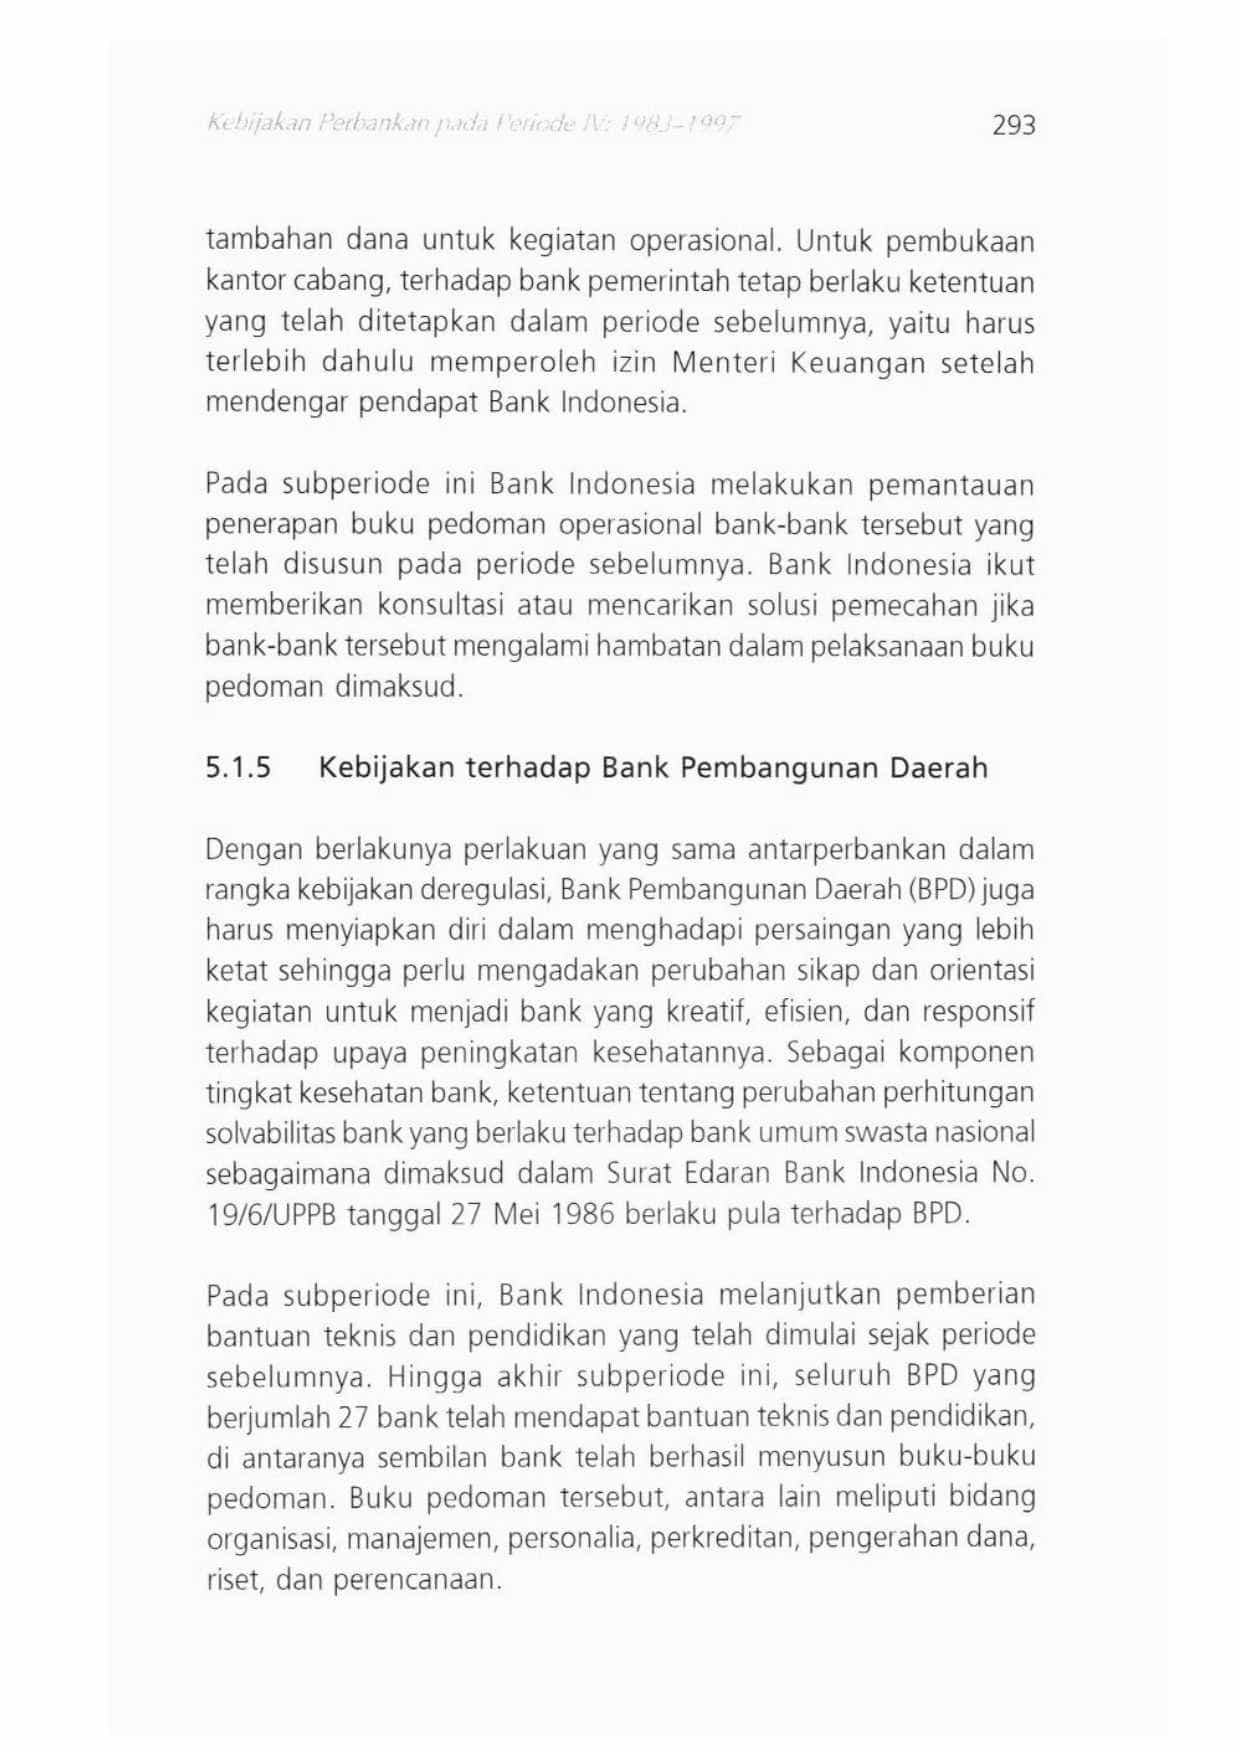 Kebijakan Perbankan pada Periode IV: 1983–1997 293
tambahan dana untuk kegiatan operasional. Untuk pembukaan
kantor cabang, terhadap bank pemerintah tetap berlaku ketentuan
yang telah ditetapkan dalam periode sebelumnya, yaitu harus
terlebih dahulu memperoleh izin Menteri Keuangan setelah
mendengar pendapat Bank Indonesia.
Pada subperiode ini Bank Indonesia melakukan pemantauan
penerapan buku pedoman operasional bank-bank tersebut yang
telah disusun pada periode sebelumnya. Bank Indonesia ikut
memberikan konsultasi atau mencarikan solusi pemecahan jika
bank-bank tersebut mengalami hambatan dalam pelaksanaan buku
pedoman dimaksud.
5.1.5 Kebijakan terhadap Bank Pembangunan Daerah
Dengan berlakunya perlakuan yang sama antarperbankan dalam
rangka kebijakan deregulasi, Bank Pembangunan Daerah (BPD) juga
harus menyiapkan diri dalam menghadapi persaingan yang lebih
ketat sehingga perlu mengadakan perubahan sikap dan orientasi
kegiatan untuk menjadi bank yang kreatif, efisien, dan responsif
terhadap upaya peningkatan kesehatannya. Sebagai komponen
tingkat kesehatan bank, ketentuan tentang perubahan perhitungan
solvabilitas bank yang berlaku terhadap bank umum swasta nasional
sebagaimana dimaksud dalam Surat Edaran Bank Indonesia No.
19/6/UPPB tanggal 27 Mei 1986 berlaku pula terhadap BPD.
Pada subperiode ini, Bank Indonesia melanjutkan pemberian
bantuan teknis dan pendidikan yang telah dimulai sejak periode
sebelumnya. Hingga akhir subperiode ini, seluruh BPD yang
berjumlah 27 bank telah mendapat bantuan teknis dan pendidikan,
di antaranya sembilan bank telah berhasil menyusun buku-buku
pedoman. Buku pedoman tersebut, antara lain meliputi bidang
organisasi, manajemen, personalia, perkreditan, pengerahan dana,
riset, dan perencanaan.